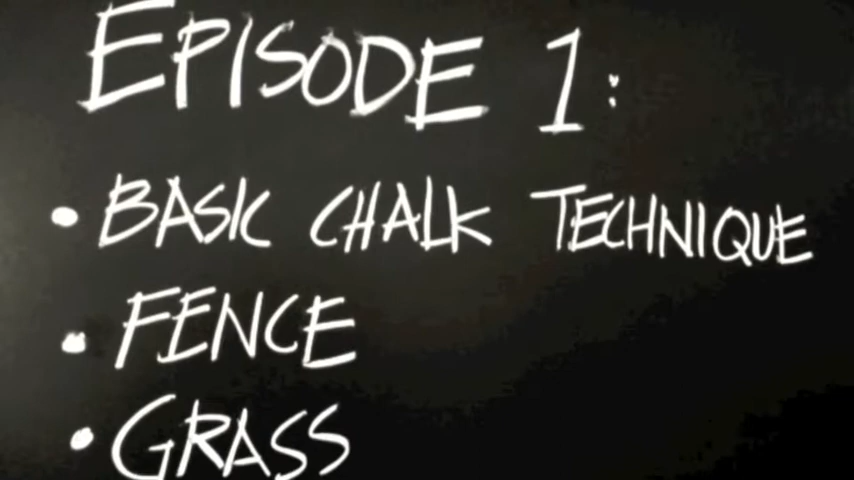 EPISODE 1:
• BASIC CHALK TECHNIQUE
• FENCE
• GRASS